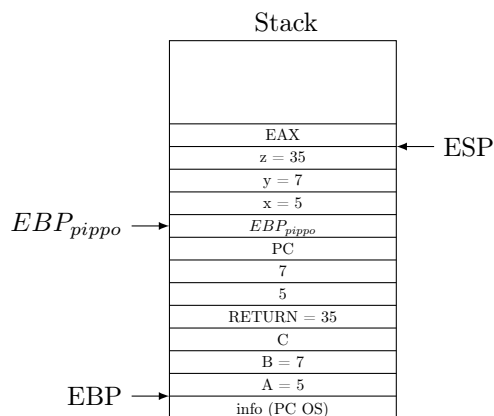 Stack
EAX
ESP
z = 35
y = 7
x = 5
EBP_pippo
EBP_pippo
PC
7
5
RETURN = 35
C
B = 7
A = 5
EBP
info (PC OS)